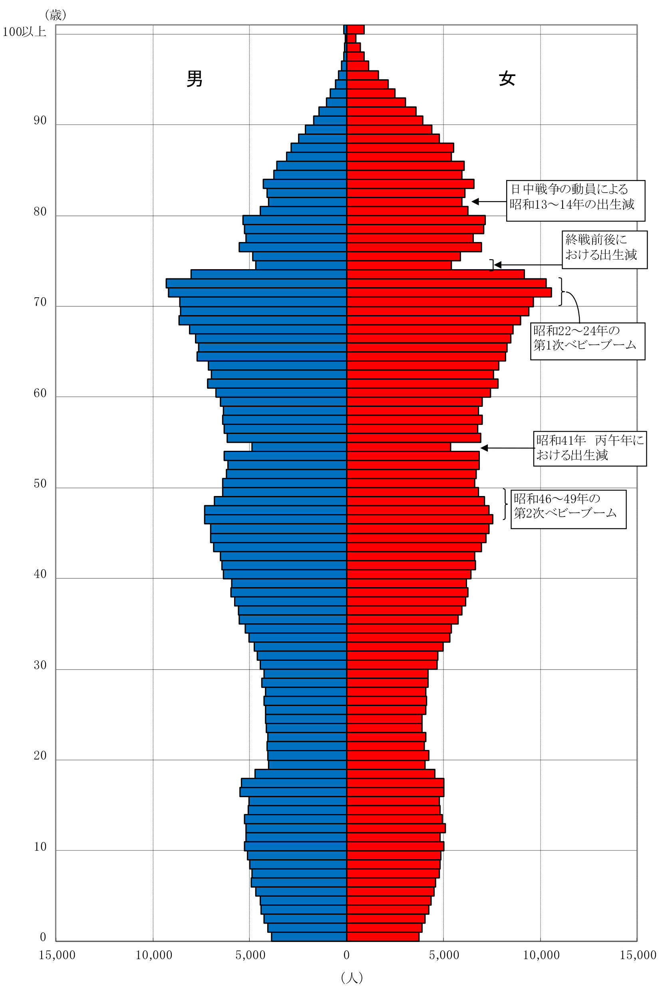 （歳）
100以上
男
女
90
日中戦争の動員による
昭和13～14年の出生減
80
終戦前後に
おける出生減
70
昭和22～24年の
第1次ベビーブーム
60
昭和41年　丙午年に
おける出生減
50
昭和46～49年の
第2次ベビーブーム
40
30
20
10
0
15,000 10,000 5,000 0 5,000 10,000 15,000
（人）